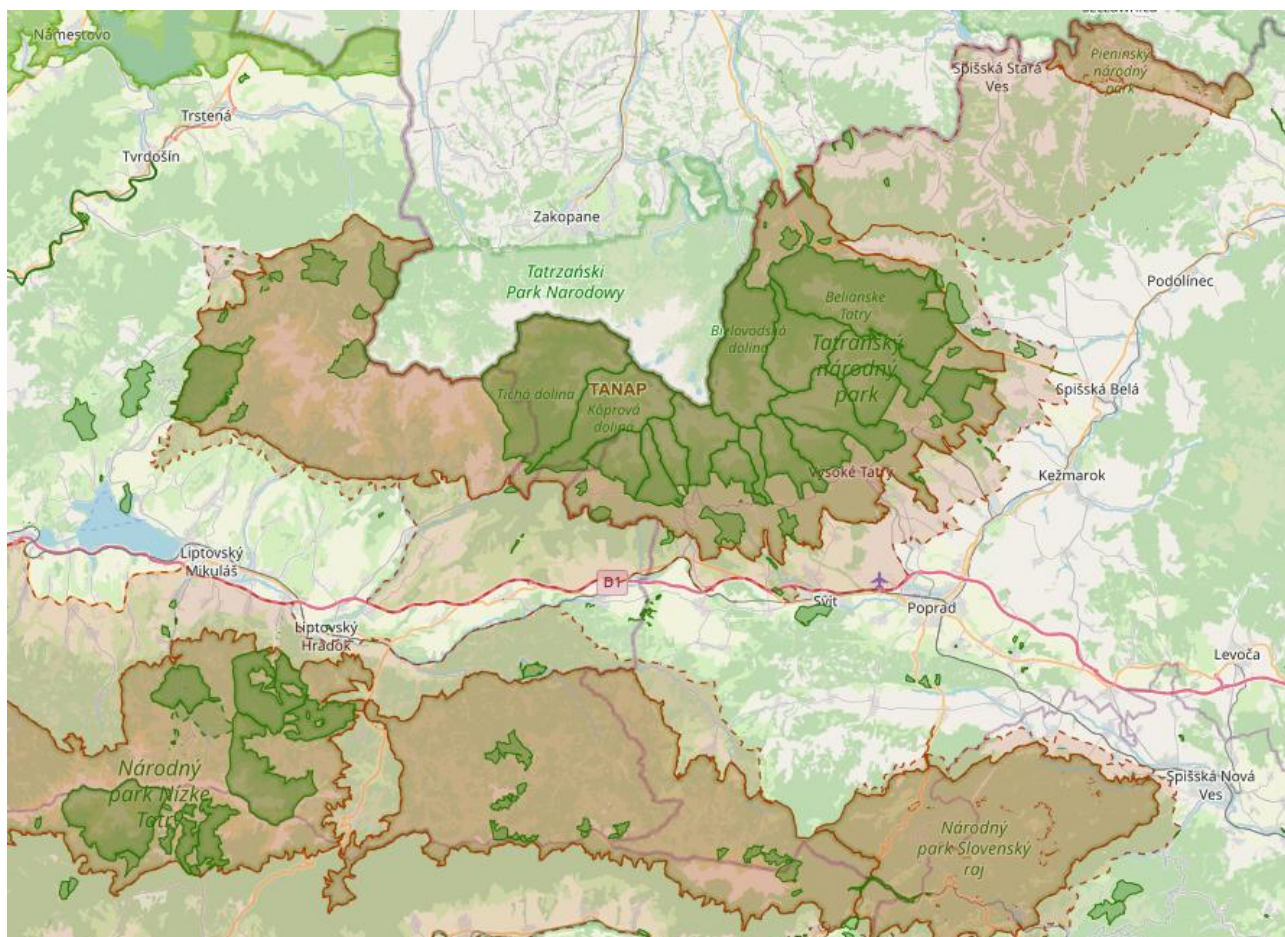 Námestovo
Szczawnica
Pieninský
národný
park
Spišská Stará
Ves
Trstená
Tvrdošín
Zakopane
Tatrzański
Park Narodowy
Podolínec
Belianske
Tatry
Bielovodská
dolina
Tatranský
národný
park
TANAP
Tichá dolina
Kôprová
dolina
Spišská Belá
Vysoké Tatry
Kežmarok
Liptovský
Mikuláš
D1
Svit
Poprad
Liptovský
Hrádok
Levoča
Národný
park Nízke
Tatry
Spišská Nová
Ves
Národný
park Slovenský
raj